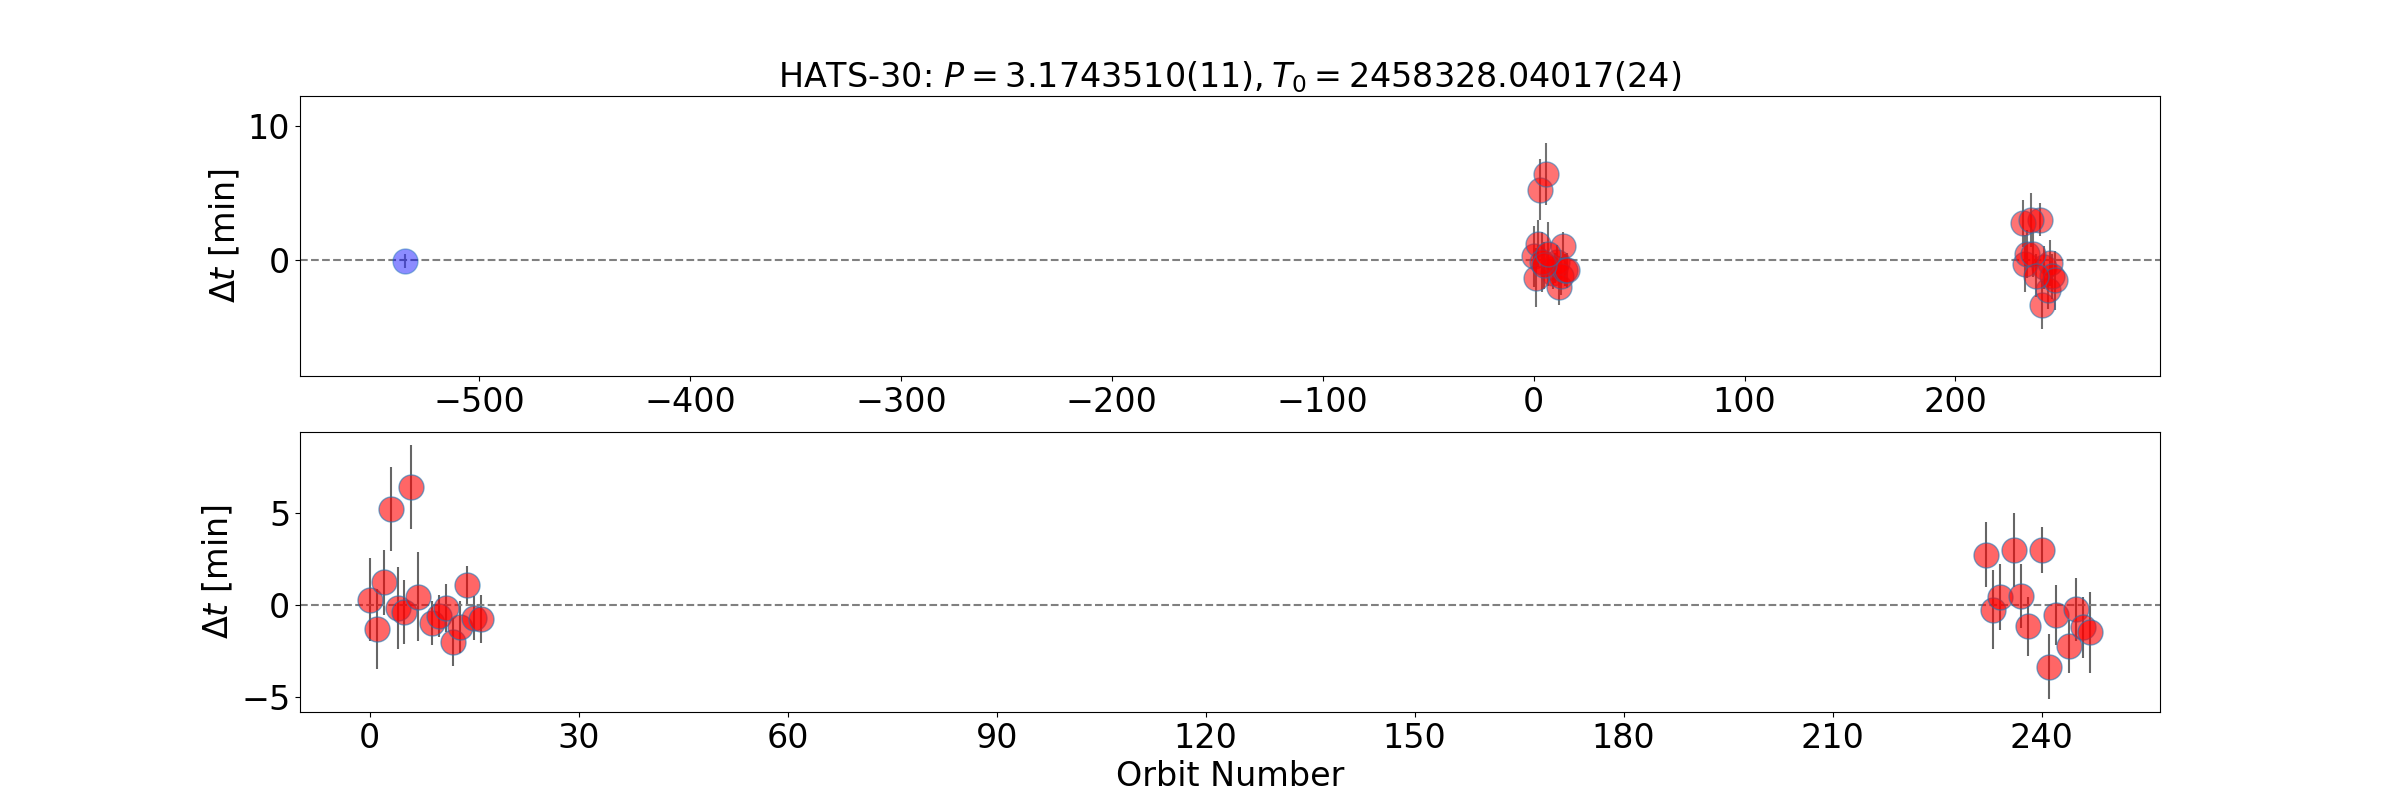 HATS-30: P = 3.1743510(11), T₀ = 2458328.04017(24)
Δt [min]
10
0
−500 −400 −300 −200 −100 0 100 200
Δt [min]
5
0
−5
0 30 60 90 120 150 180 210 240
Orbit Number